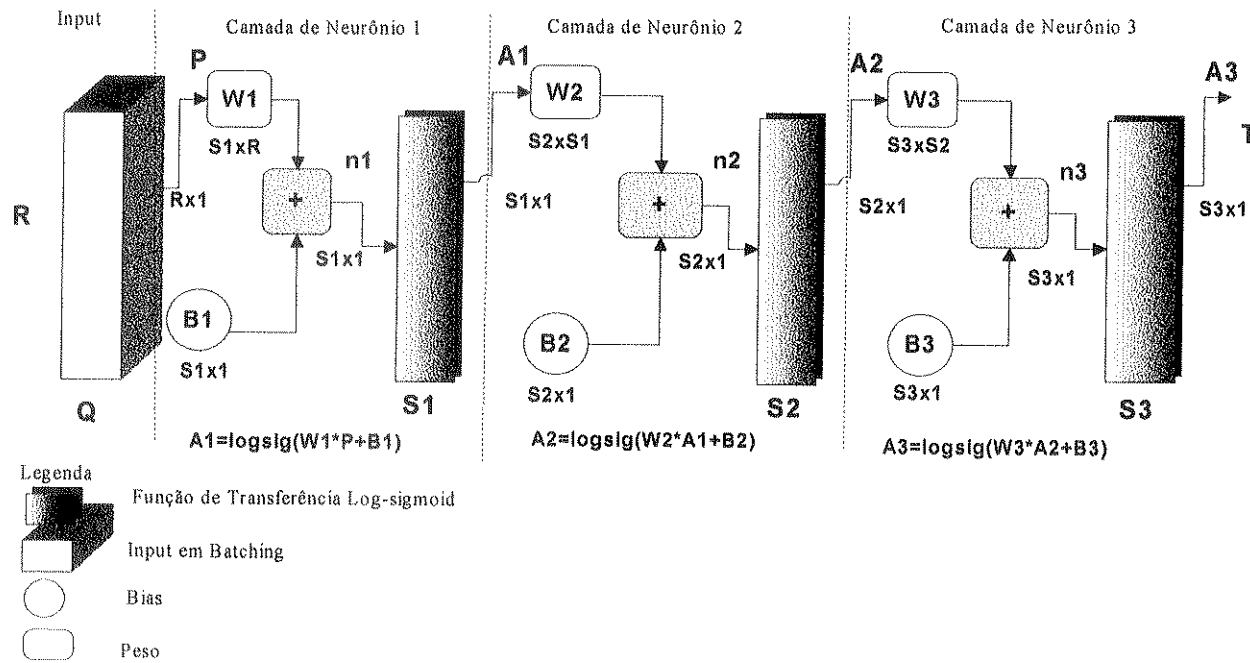 Input
Camada de Neurônio 1
Camada de Neurônio 2
Camada de Neurônio 3
P
W1
S1xR
Rx1
R
Q
B1
S1x1
+
n1
S1x1
S1
A1=logsig(W1*P+B1)
A1
W2
S2xS1
S1x1
B2
S2x1
+
n2
S2x1
S2
A2=logsig(W2*A1+B2)
A2
W3
S3xS2
S2x1
B3
S3x1
+
n3
S3x1
S3
A3=logsig(W3*A2+B3)
A3
T
S3x1
Legenda
Função de Transferência Log-sigmoid
Input em Batching
Bias
Peso